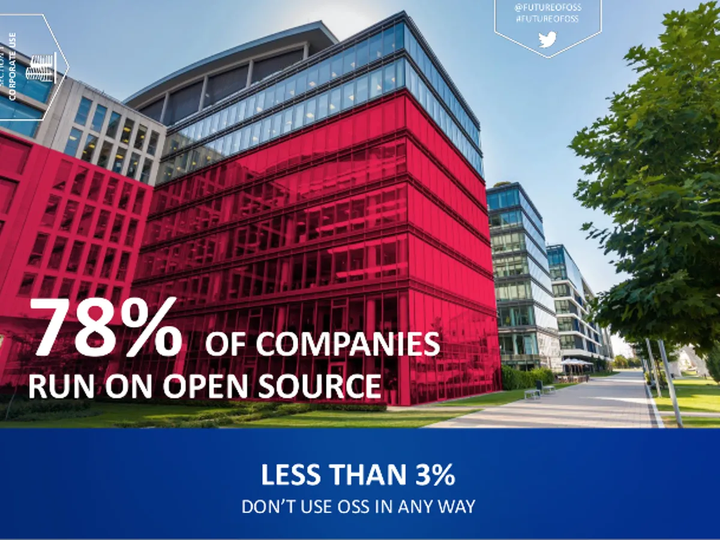 @FUTUREOFOSS
#FUTUREOFOSS
CORPORATE USE
78% OF COMPANIES
RUN ON OPEN SOURCE
LESS THAN 3%
DON'T USE OSS IN ANY WAY